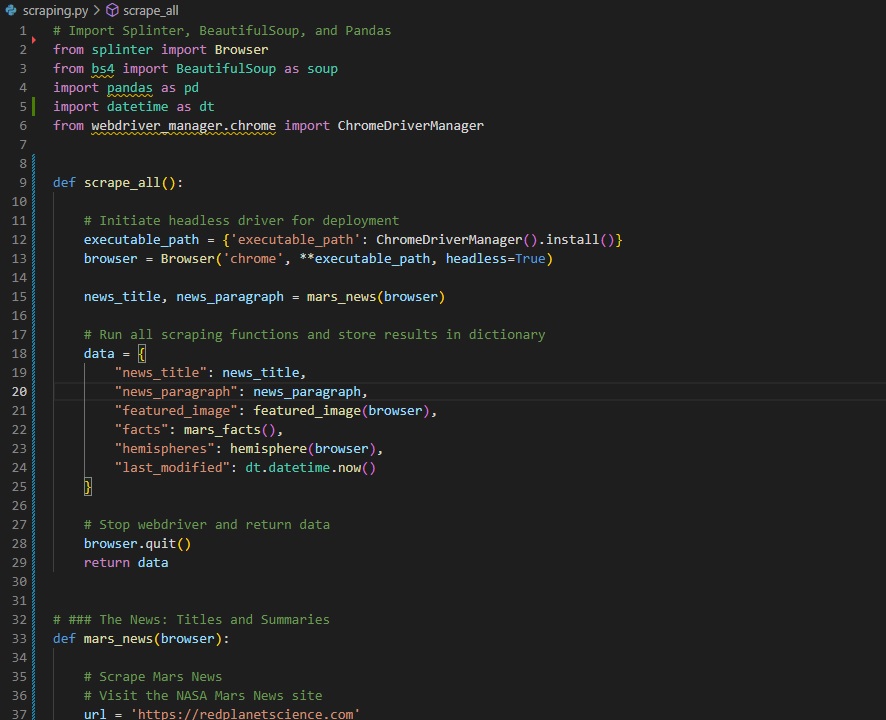 scraping.py > scrape_all
1 # Import Splinter, BeautifulSoup, and Pandas
2 from splinter import Browser
3 from bs4 import BeautifulSoup as soup
4 import pandas as pd
5 import datetime as dt
6 from webdriver_manager.chrome import ChromeDriverManager
7
8
9 def scrape_all():
10
11     # Initiate headless driver for deployment
12     executable_path = {'executable_path': ChromeDriverManager().install()}
13     browser = Browser('chrome', **executable_path, headless=True)
14
15     news_title, news_paragraph = mars_news(browser)
16
17     # Run all scraping functions and store results in dictionary
18     data = {
19         "news_title": news_title,
20         "news_paragraph": news_paragraph,
21         "featured_image": featured_image(browser),
22         "facts": mars_facts(),
23         "hemispheres": hemisphere(browser),
24         "last_modified": dt.datetime.now()
25     }
26
27     # Stop webdriver and return data
28     browser.quit()
29     return data
30
31
32 # ### The News: Titles and Summaries
33 def mars_news(browser):
34
35     # Scrape Mars News
36     # Visit the NASA Mars News site
37     url = 'https://redplanetscience.com'